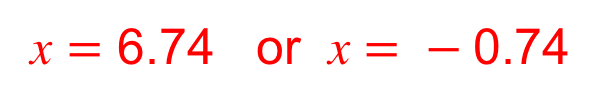 x = 6.74 or x = – 0.74